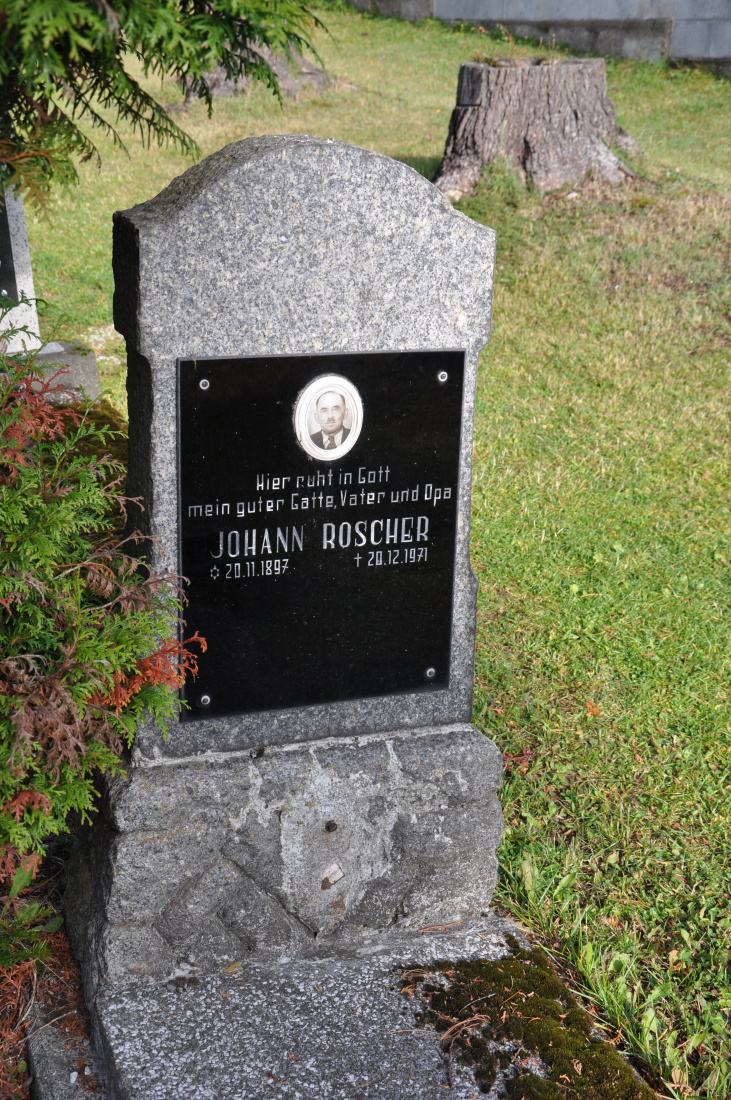 Hier ruht in Gott
mein guter Gatte, Vater und Opa
JOHANN ROSCHER
✡ 20.11.1897 † 20.12.1971